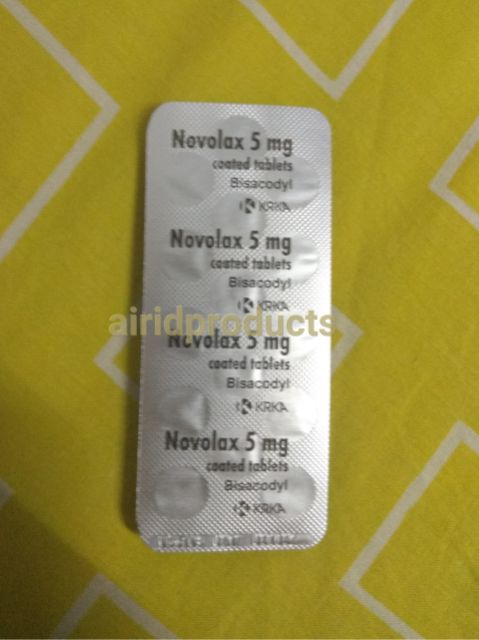 Novolax 5 mg
coated tablets
Bisacodyl
KRKA
Novolax 5 mg
coated tablets
Bisacodyl
KRKA
airidproducts
Novolax 5 mg
coated tablets
Bisacodyl
KRKA
Novolax 5 mg
coated tablets
Bisacodyl
KRKA